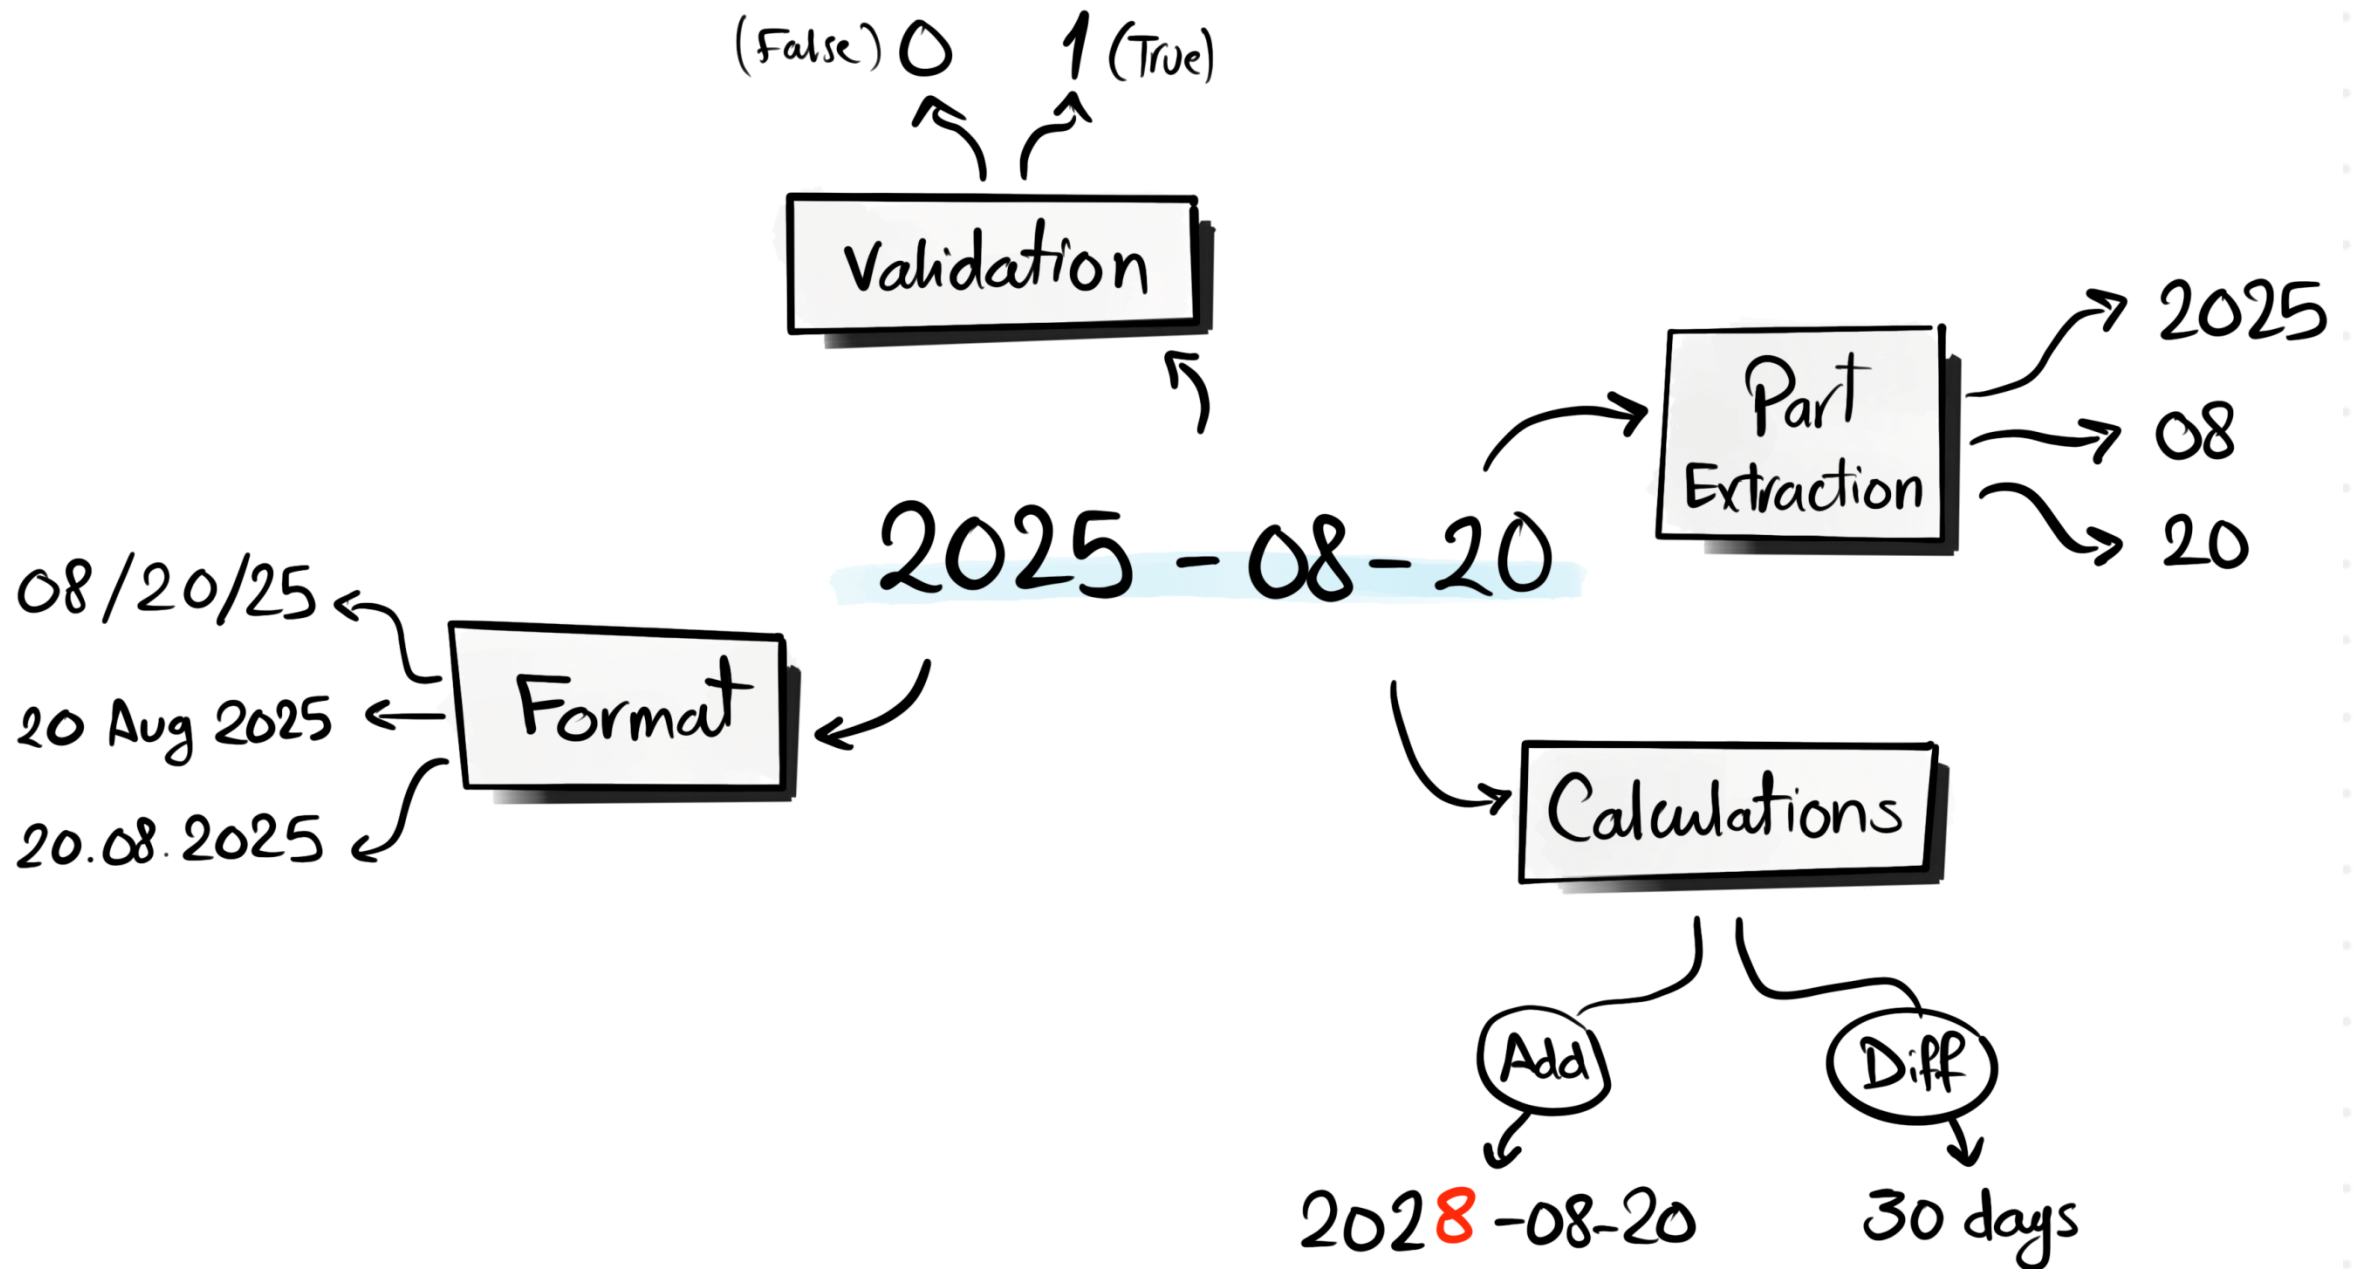 (False) 0 1 (True)
Validation
2025
Part
Extraction
08
20
2025-08-20
08/20/25
Format
20 Aug 2025
20.08.2025
Calculations
Add
Diff
2028-08-20
30 days